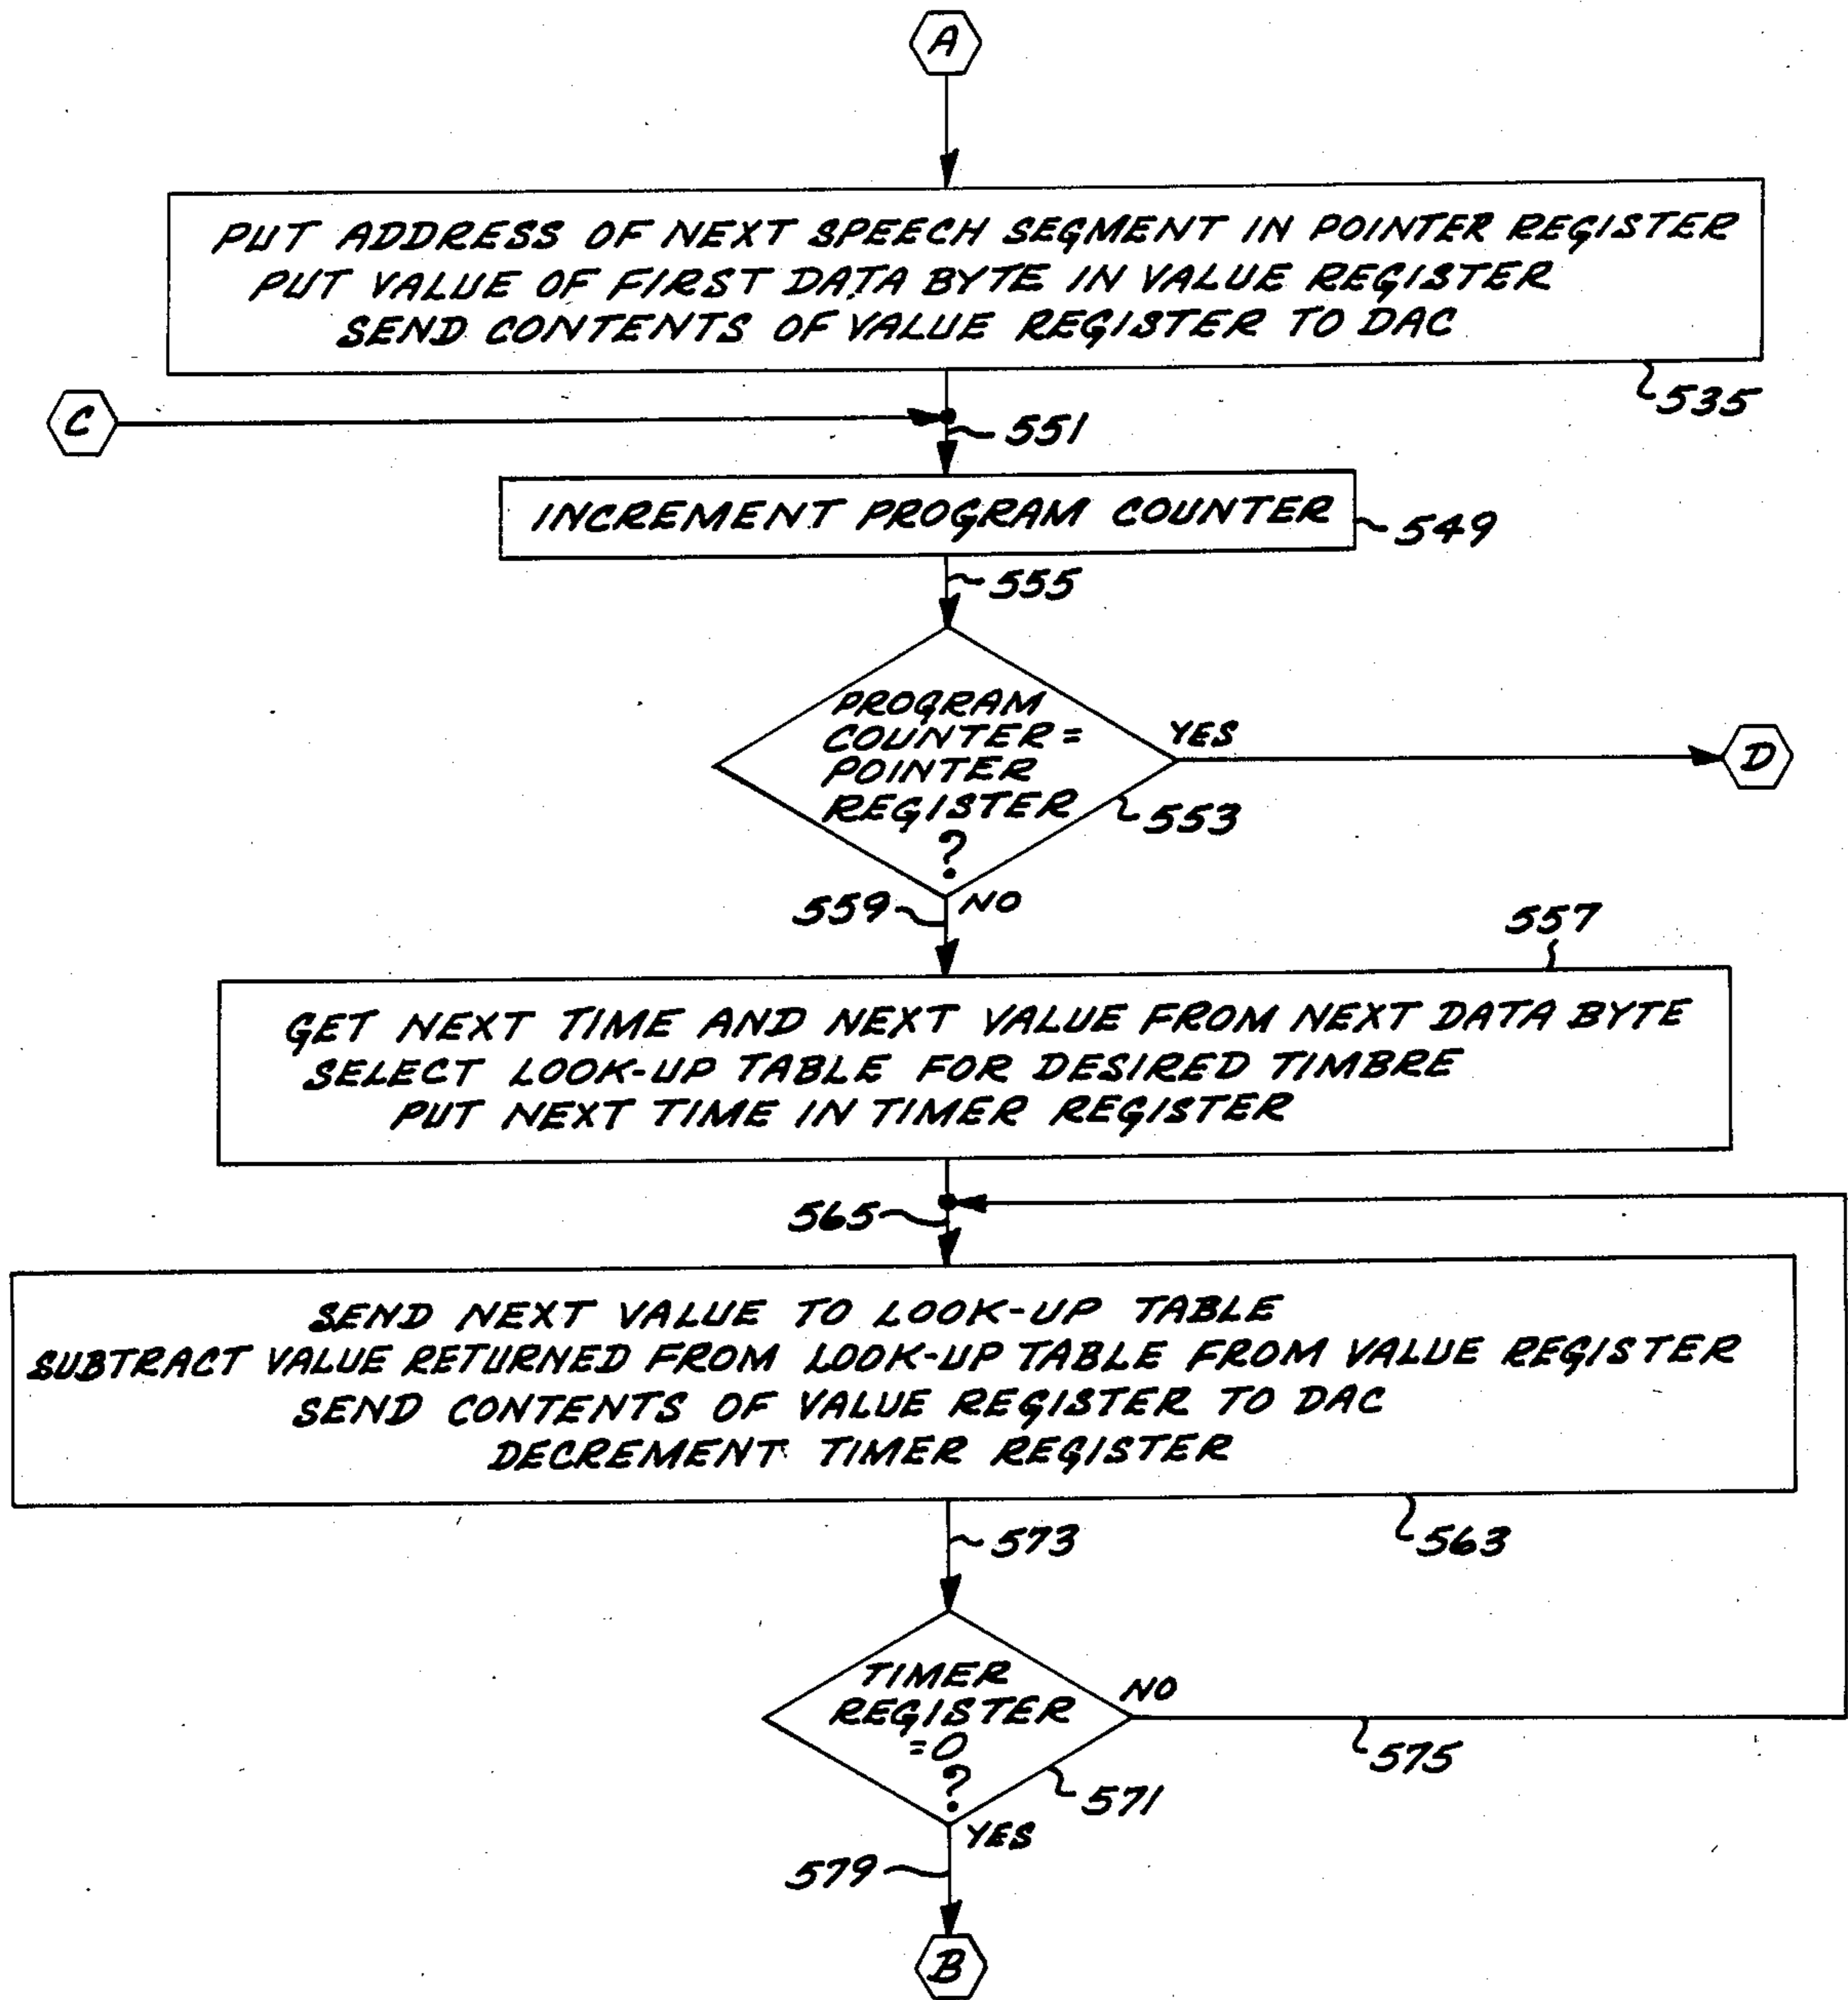 A
PUT ADDRESS OF NEXT SPEECH SEGMENT IN POINTER REGISTER
PUT VALUE OF FIRST DATA BYTE IN VALUE REGISTER
SEND CONTENTS OF VALUE REGISTER TO DAC
535
C
551
INCREMENT PROGRAM COUNTER
549
555
PROGRAM
COUNTER =
POINTER
REGISTER
?
YES
D
553
559
NO
557
GET NEXT TIME AND NEXT VALUE FROM NEXT DATA BYTE
SELECT LOOK-UP TABLE FOR DESIRED TIMBRE
PUT NEXT TIME IN TIMER REGISTER
565
SEND NEXT VALUE TO LOOK-UP TABLE
SUBTRACT VALUE RETURNED FROM LOOK-UP TABLE FROM VALUE REGISTER
SEND CONTENTS OF VALUE REGISTER TO DAC
DECREMENT TIMER REGISTER
563
573
TIMER
REGISTER
=0
?
NO
575
571
YES
579
B